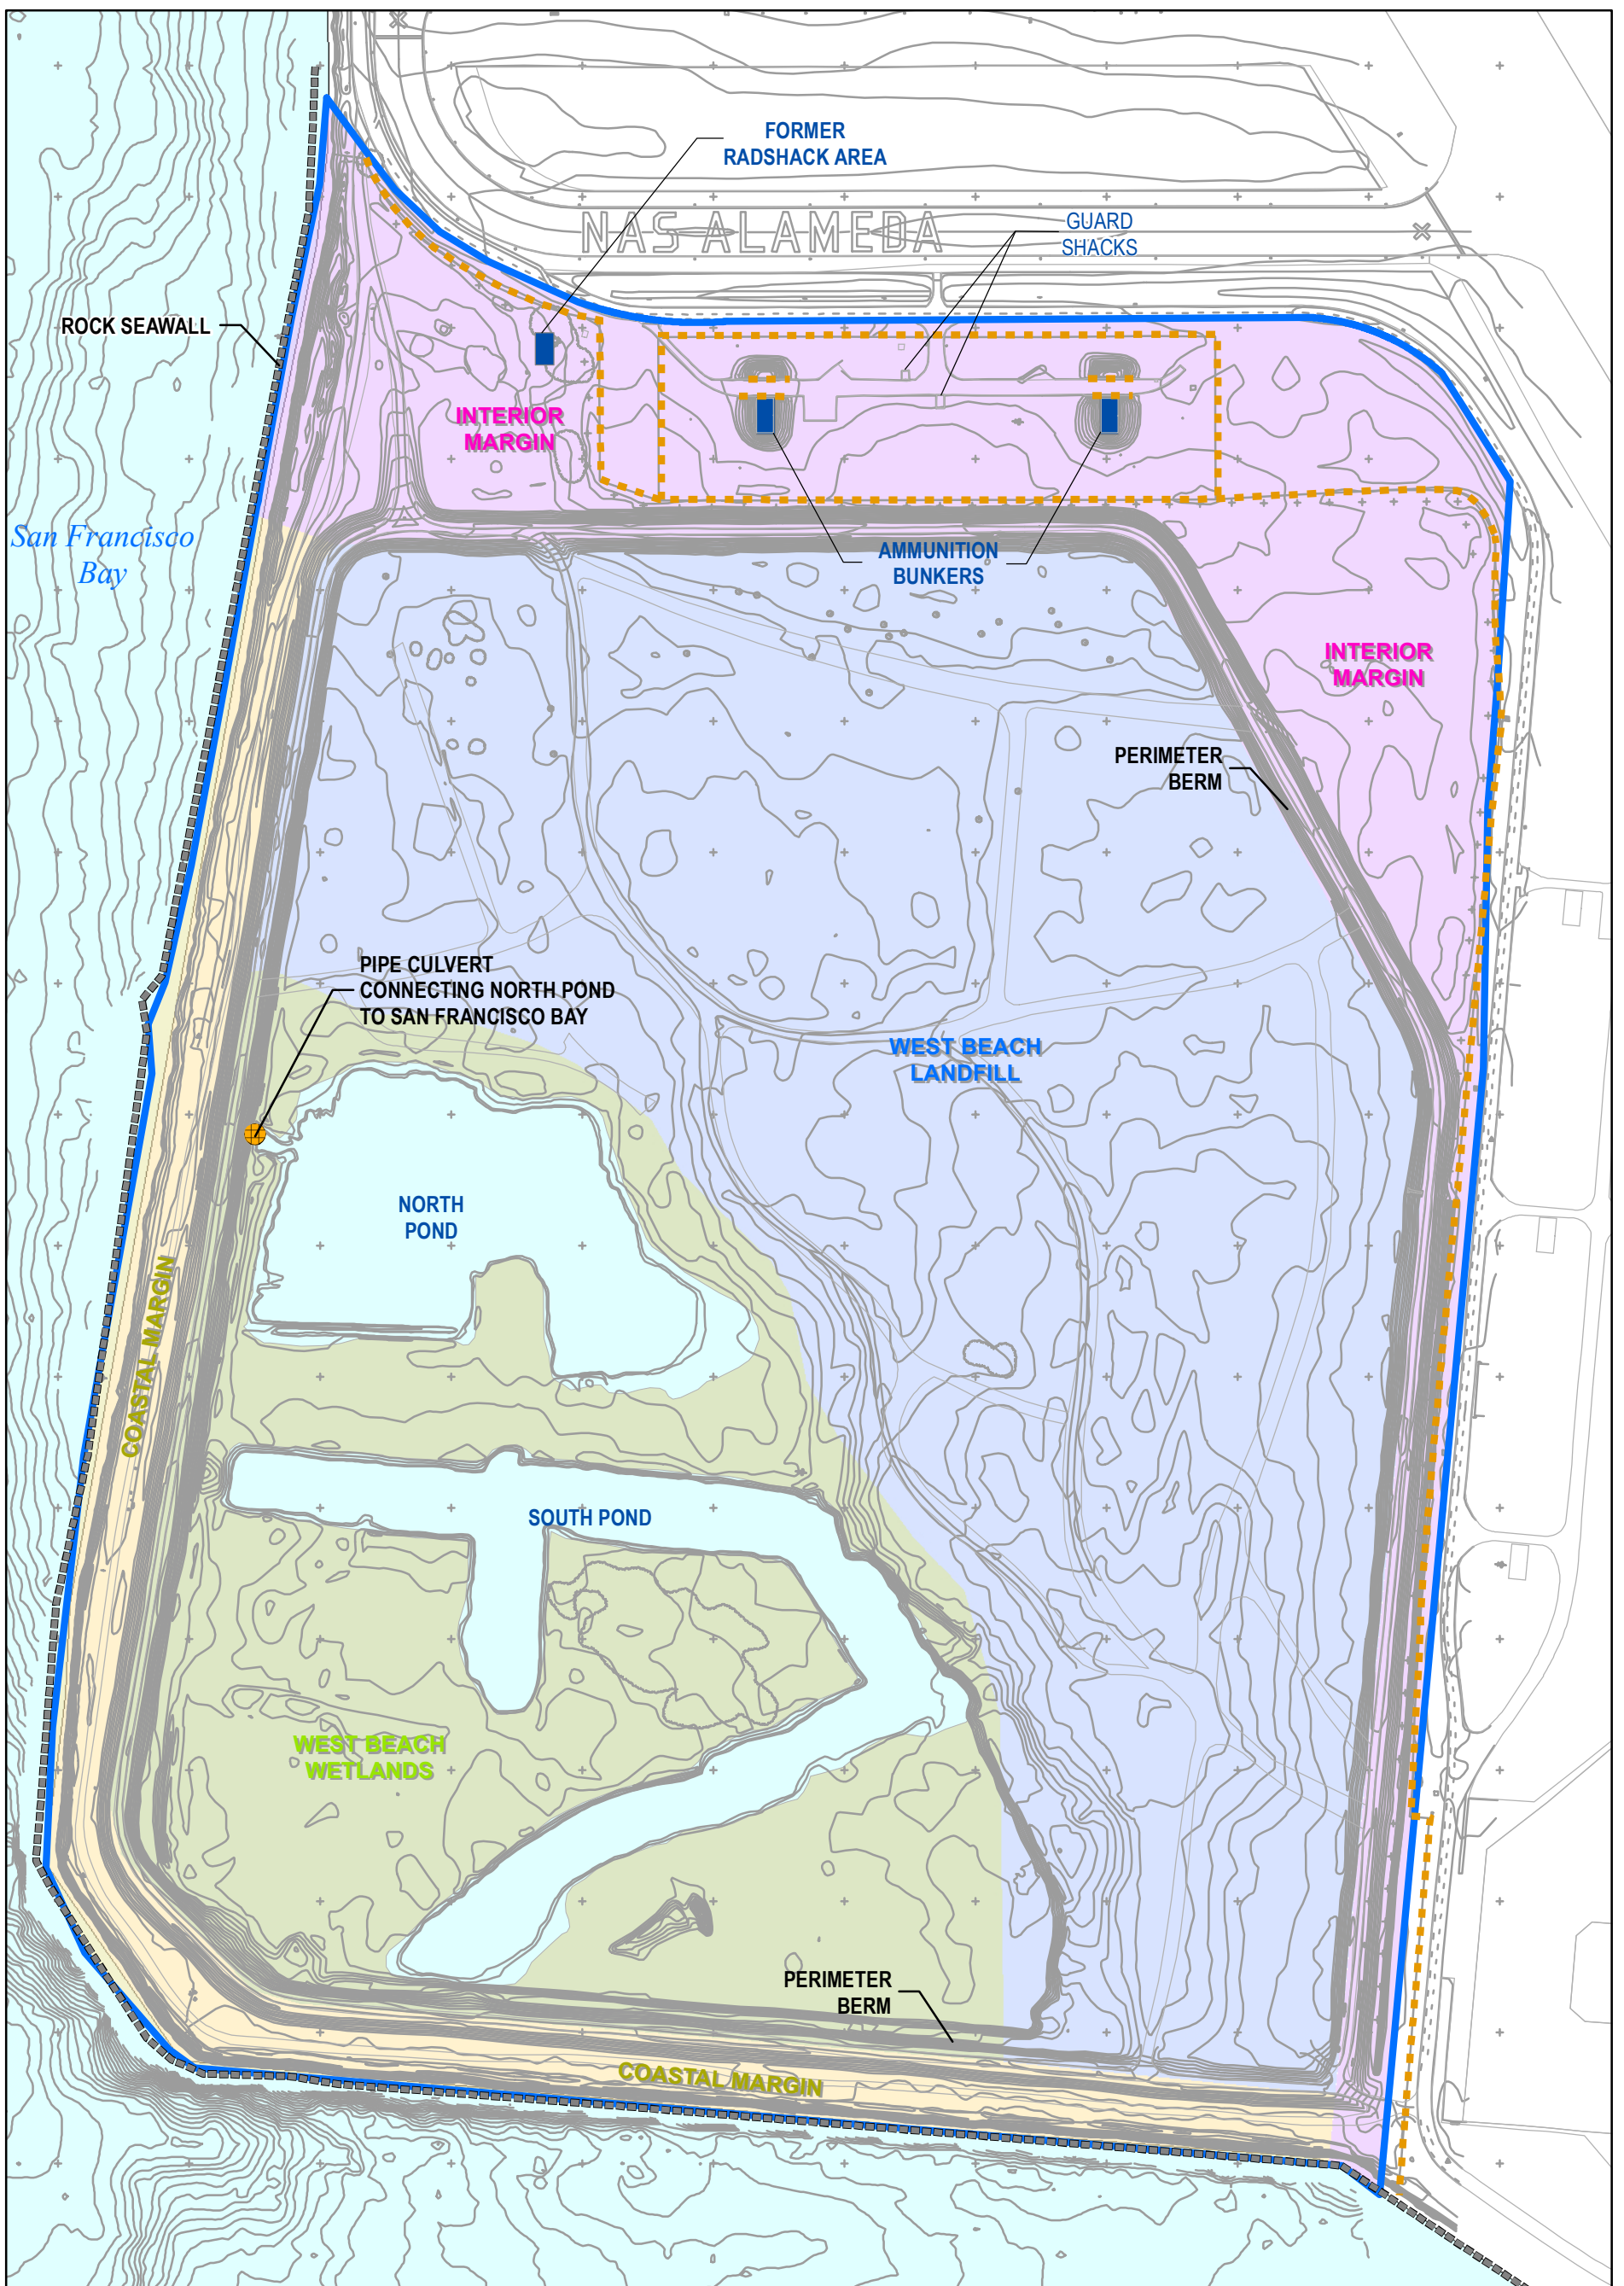 FORMER
RADSHACK AREA
NAS ALAMEDA
GUARD
SHACKS
ROCK SEAWALL
INTERIOR
MARGIN
San Francisco
Bay
AMMUNITION
BUNKERS
INTERIOR
MARGIN
PERIMETER
BERM
PIPE CULVERT
CONNECTING NORTH POND
TO SAN FRANCISCO BAY
WEST BEACH
LANDFILL
NORTH
POND
COASTAL MARGIN
SOUTH POND
WEST BEACH
WETLANDS
PERIMETER
BERM
COASTAL MARGIN